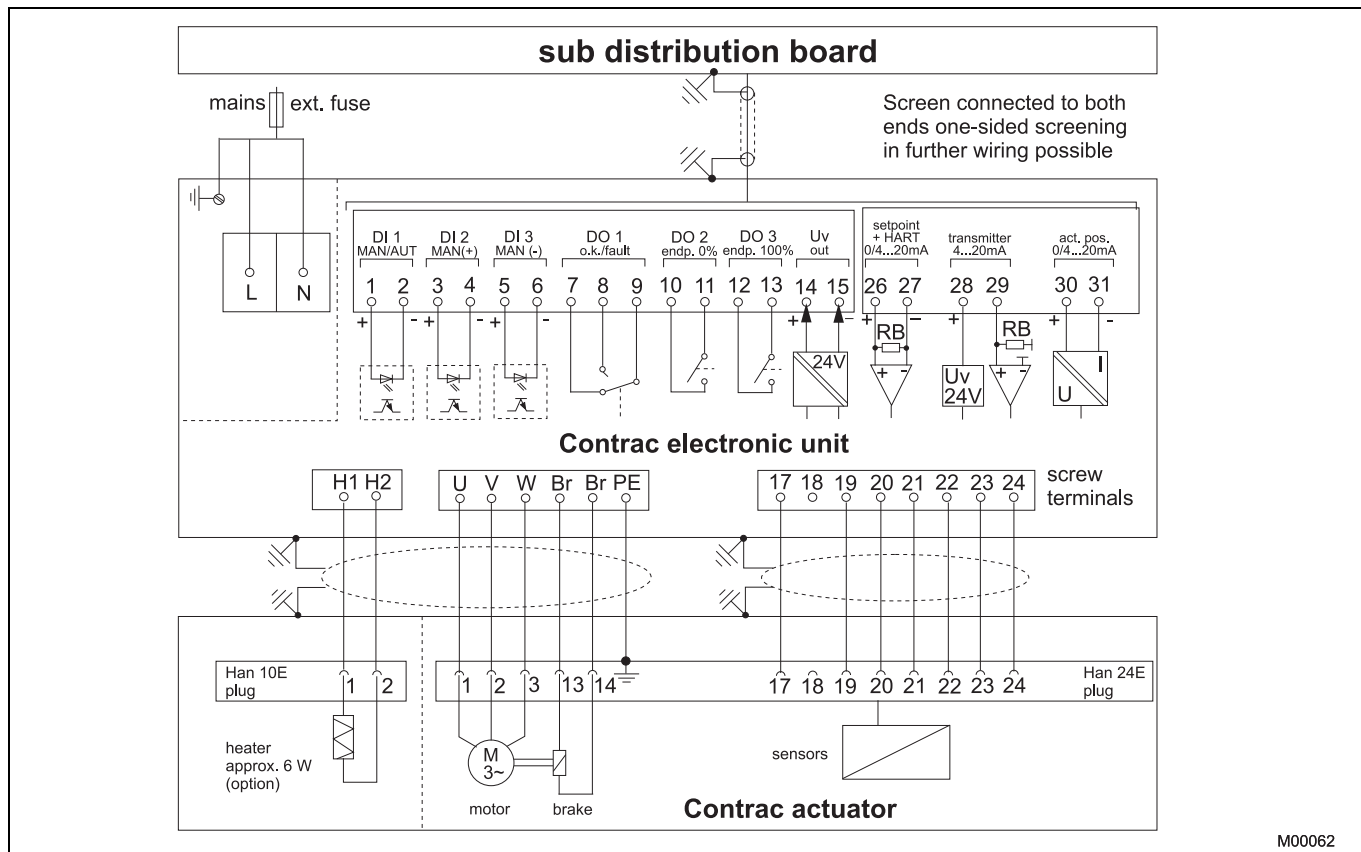 sub distribution board
mains ext. fuse
Screen connected to both
ends one-sided screening
in further wiring possible
L N
DI 1 DI 2 DI 3 DO 1 DO 2 DO 3 Uv
MAN/AUT MAN(+) MAN (-) o.k./fault endp. 0% endp. 100% out
setpoint
+ HART transmitter act. pos.
0/4...20mA 4...20mA 0/4...20mA
1 2 3 4 5 6 7 8 9 10 11 12 13 14 15 26 27 28 29 30 31
+ - + - + - + - + - + + + -
RB RB
24V
+ - + -
Uv
24V
I
U
Contrac electronic unit
H1 H2
U V W Br Br PE
17 18 19 20 21 22 23 24
screw
terminals
Han 10E
plug
1 2
1 2 3 13 14
17 18 19 20 21 22 23 24
Han 24E
plug
heater
approx. 6 W
(option)
M
3~
motor brake
sensors
Contrac actuator
M00062